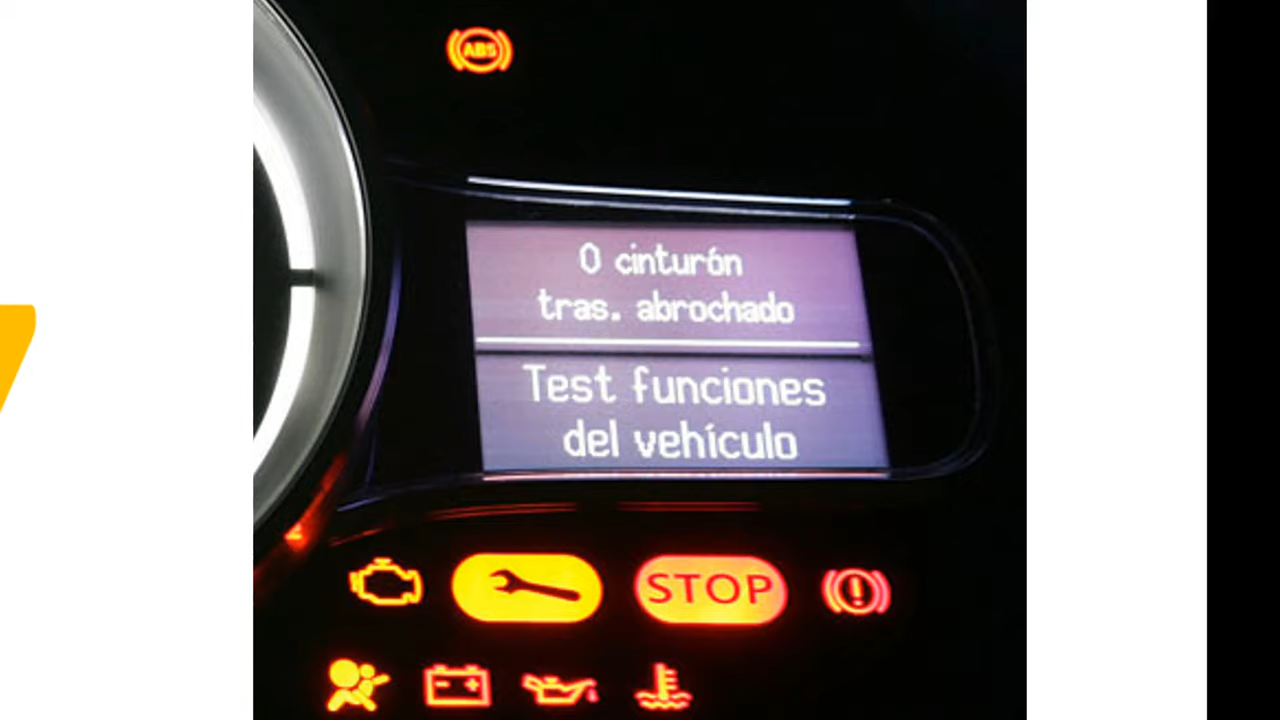 ABS
0 cinturón
tras. abrochado
Test funciones
del vehículo
STOP